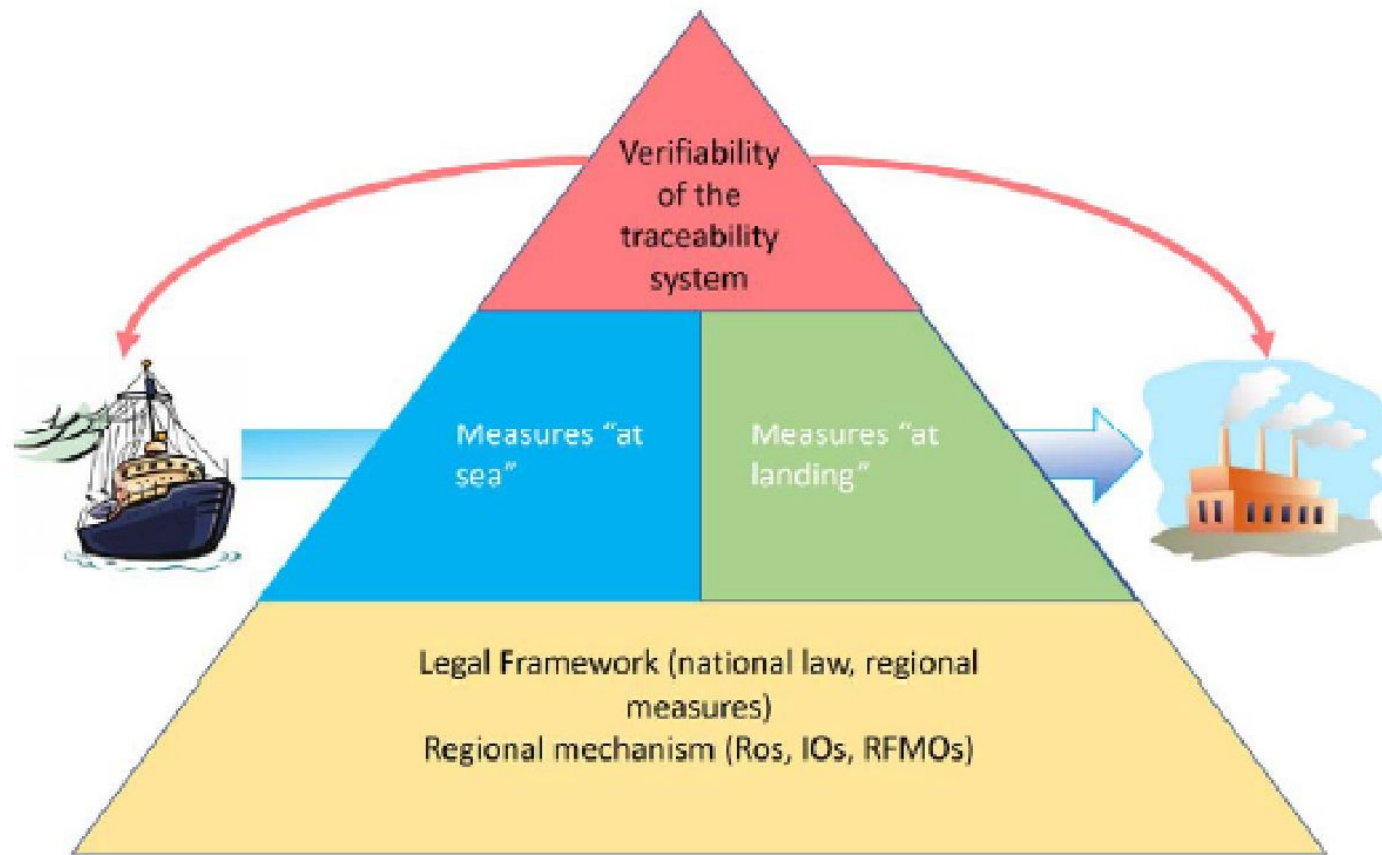 Verifiability
of the
traceability
system
Measures “at
sea”
Measures “at
landing”
Legal Framework (national law, regional
measures)
Regional mechanism (Ros, IOs, RFMOs)